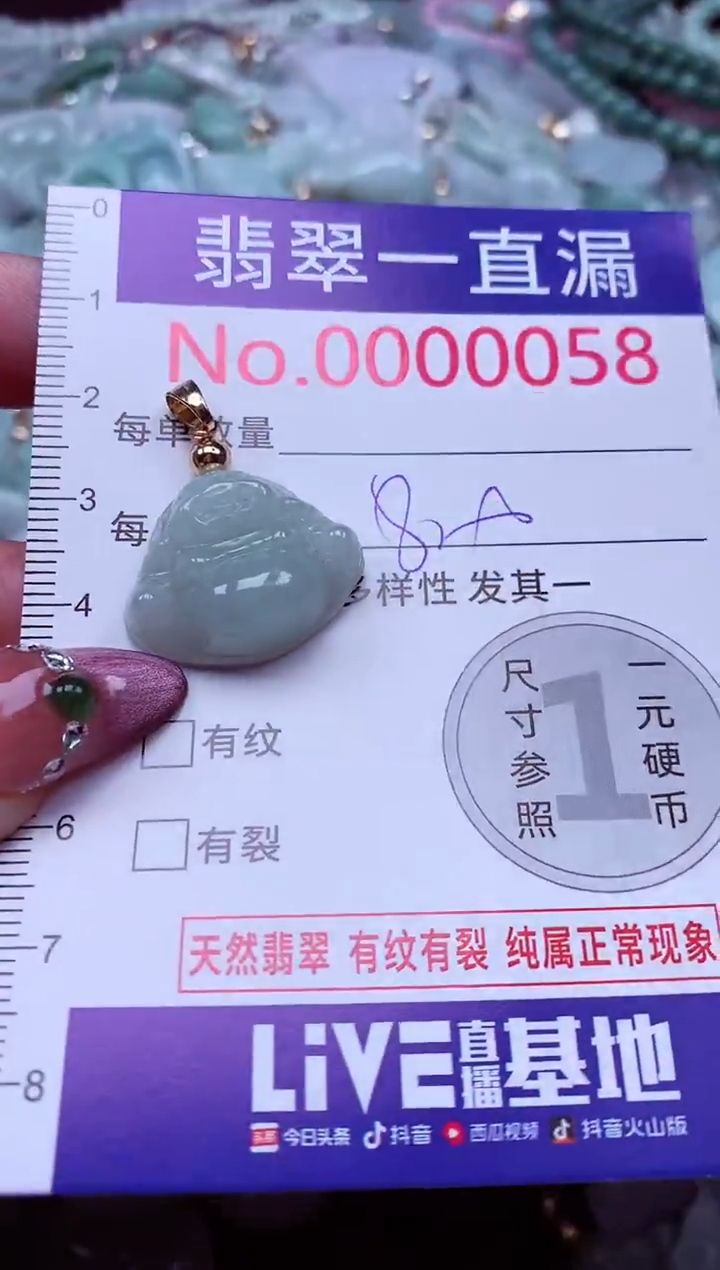 0
翡翠一直漏
1
No.0000058
2
每单数量
3
每
4
多样性 发其一
尺寸参照
1
一元硬币
有纹
6
有裂
7
天然翡翠 有纹有裂 纯属正常现象
8
LiVE直播基地
头条 今日头条 抖音 西瓜视频 抖音火山版